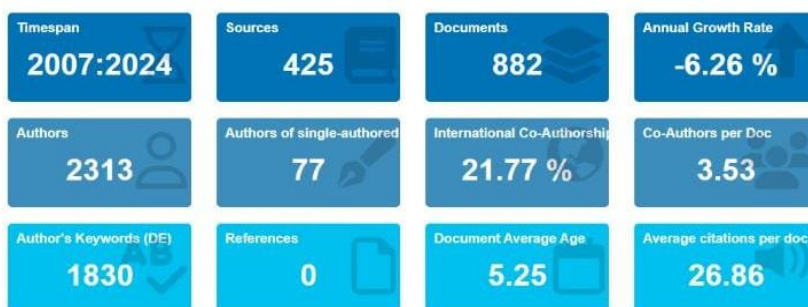 Timespan
2007:2024
Sources
425
Documents
882
Annual Growth Rate
-6.26 %
Authors
2313
Authors of single-authored
77
International Co-Authorship
21.77 %
Co-Authors per Doc
3.53
Author's Keywords (DE)
1830
References
0
Document Average Age
5.25
Average citations per doc
26.86